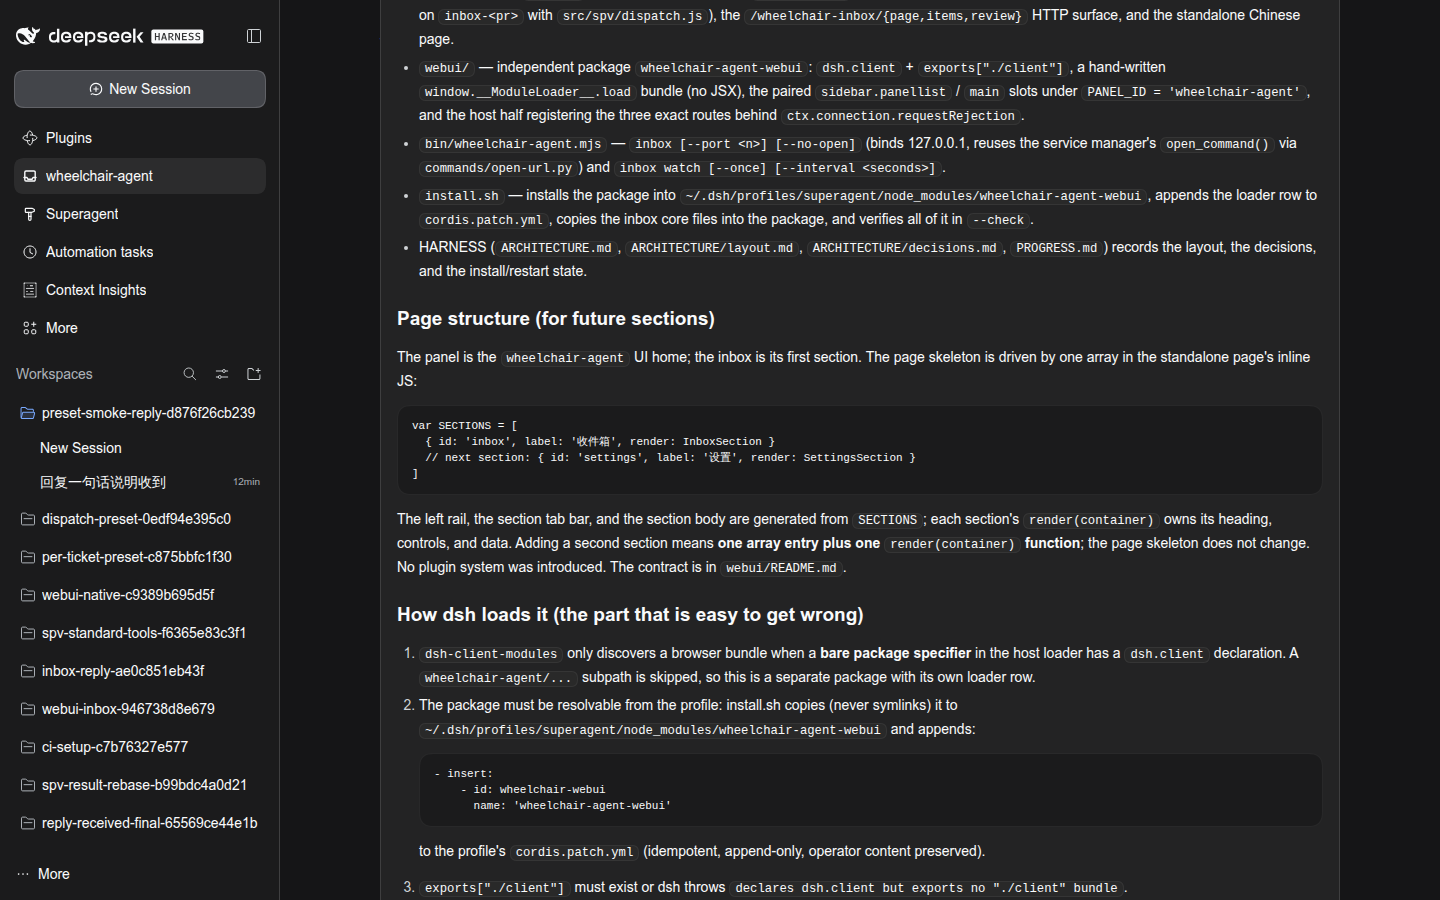 deepseek HARNESS
New Session
Plugins
wheelchair-agent
Superagent
Automation tasks
Context Insights
More
Workspaces
preset-smoke-reply-d876f26cb239
New Session
回复一句话说明收到 12min
dispatch-preset-0edf94e395c0
per-ticket-preset-c875bbfc1f30
webui-native-c9389b695d5f
spv-standard-tools-f6365e83c3f1
inbox-reply-ae0c851eb43f
webui-inbox-946738d8e679
ci-setup-c7b76327e577
spv-result-rebase-b99bdc4a0d21
reply-received-final-65569ce44e1b
More
on inbox-<pr> with src/spv/dispatch.js ), the /wheelchair-inbox/{page,items,review} HTTP surface, and the standalone Chinese
page.
• webui/ — independent package wheelchair-agent-webui : dsh.client + exports["./client"] , a hand-written
window.__ModuleLoader__.load bundle (no JSX), the paired sidebar.panellist / main slots under PANEL_ID = 'wheelchair-agent' ,
and the host half registering the three exact routes behind ctx.connection.requestRejection .
• bin/wheelchair-agent.mjs — inbox [--port <n>] [--no-open] (binds 127.0.0.1, reuses the service manager's open_command() via
commands/open-url.py ) and inbox watch [--once] [--interval <seconds>] .
• install.sh — installs the package into ~/.dsh/profiles/superagent/node_modules/wheelchair-agent-webui , appends the loader row to
cordis.patch.yml , copies the inbox core files into the package, and verifies all of it in --check .
• HARNESS ( ARCHITECTURE.md , ARCHITECTURE/layout.md , ARCHITECTURE/decisions.md , PROGRESS.md ) records the layout, the decisions,
and the install/restart state.
Page structure (for future sections)
The panel is the wheelchair-agent UI home; the inbox is its first section. The page skeleton is driven by one array in the standalone page's inline
JS:
var SECTIONS = [
{ id: 'inbox', label: '收件箱', render: InboxSection }
// next section: { id: 'settings', label: '设置', render: SettingsSection }
]
The left rail, the section tab bar, and the section body are generated from SECTIONS ; each section's render(container) owns its heading,
controls, and data. Adding a second section means one array entry plus one render(container) function; the page skeleton does not change.
No plugin system was introduced. The contract is in webui/README.md .
How dsh loads it (the part that is easy to get wrong)
1. dsh-client-modules only discovers a browser bundle when a bare package specifier in the host loader has a dsh.client declaration. A
wheelchair-agent/... subpath is skipped, so this is a separate package with its own loader row.
2. The package must be resolvable from the profile: install.sh copies (never symlinks) it to
~/.dsh/profiles/superagent/node_modules/wheelchair-agent-webui and appends:
- insert:
- id: wheelchair-webui
name: 'wheelchair-agent-webui'
to the profile's cordis.patch.yml (idempotent, append-only, operator content preserved).
3. exports["./client"] must exist or dsh throws declares dsh.client but exports no "./client" bundle .